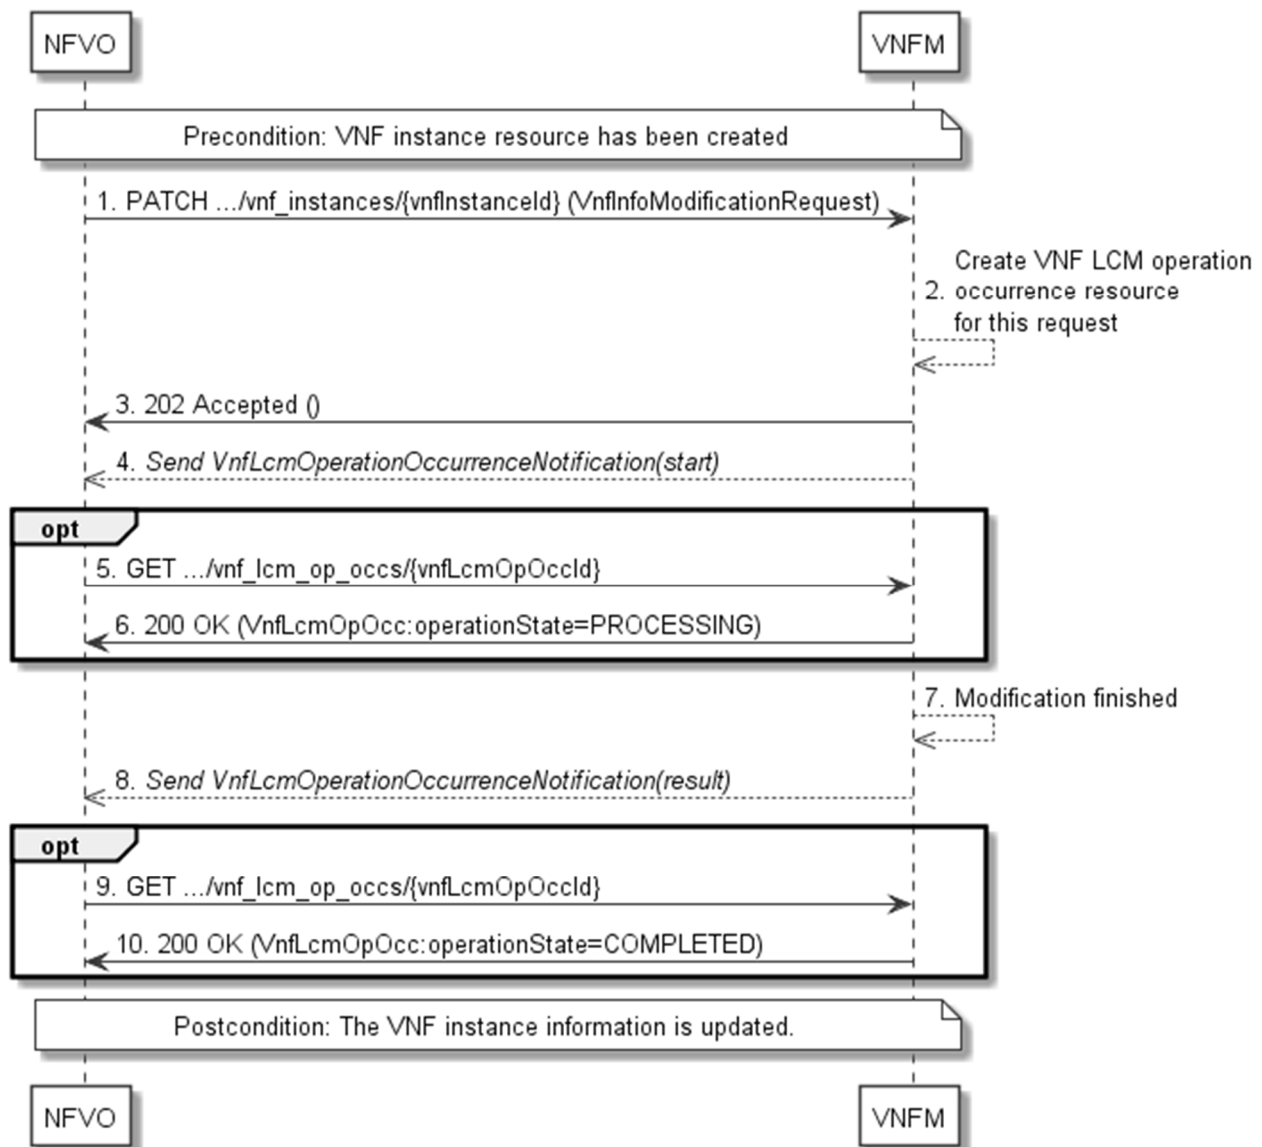 NFVO
VNFM
Precondition: VNF instance resource has been created
1. PATCH .../vnf_instances/{vnfInstanceId} (VnfInfoModificationRequest)
Create VNF LCM operation
2. occurrence resource
for this request
3. 202 Accepted ()
4. Send VnfLcmOperationOccurrenceNotification(start)
opt
5. GET .../vnf_lcm_op_occs/{vnfLcmOpOccId}
6. 200 OK (VnfLcmOpOcc:operationState=PROCESSING)
7. Modification finished
8. Send VnfLcmOperationOccurrenceNotification(result)
opt
9. GET .../vnf_lcm_op_occs/{vnfLcmOpOccId}
10. 200 OK (VnfLcmOpOcc:operationState=COMPLETED)
Postcondition: The VNF instance information is updated.
NFVO
VNFM